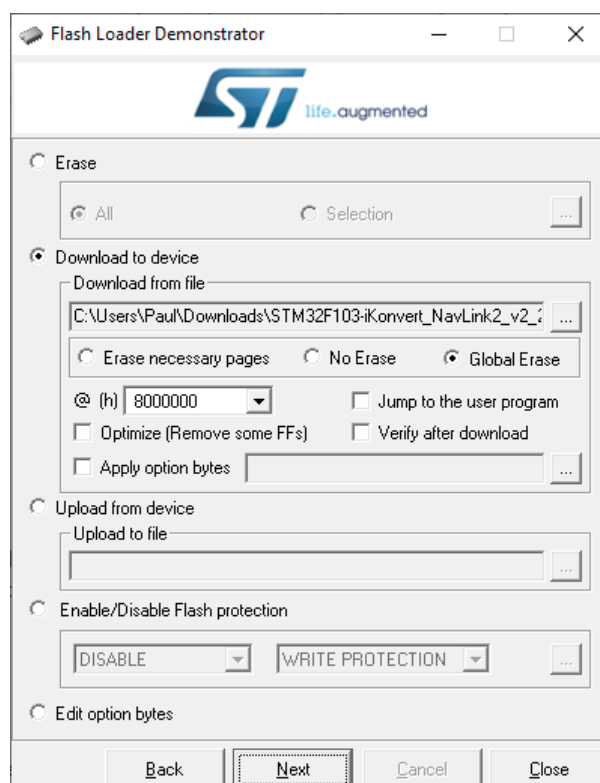 Flash Loader Demonstrator
ST life.augmented
Erase
All Selection ...
Download to device
Download from file
C:\Users\Paul\Downloads\STM32F103-iKonvert_NavLink2_v2_ ...
Erase necessary pages No Erase Global Erase
@ (h) 8000000 Jump to the user program
Optimize (Remove some FFs) Verify after download
Apply option bytes ...
Upload from device
Upload to file
...
Enable/Disable Flash protection
DISABLE WRITE PROTECTION ...
Edit option bytes
Back Next Cancel Close